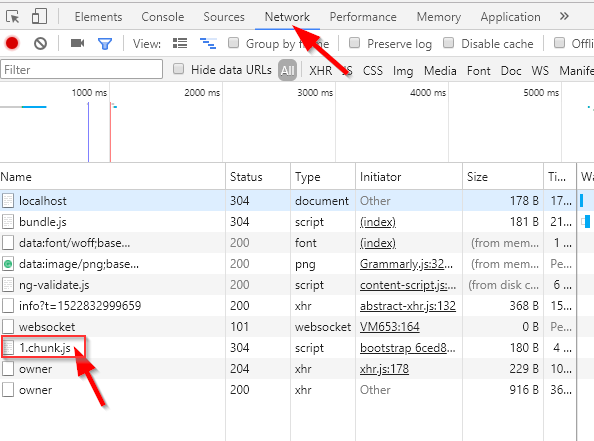 Elements Console Sources Network Performance Memory Application »
View: Group by frame Preserve log Disable cache Offli
Filter Hide data URLs All XHR JS CSS Img Media Font Doc WS Manife
1000 ms 2000 ms 3000 ms 4000 ms 5000 ms
Name Status Type Initiator Size Ti... Wa
localhost 304 document Other 178 B 17...
bundle.js 304 script (index) 181 B 21...
data:font/woff;base... 200 font (index) (from mem... 1 ...
data:image/png;base... 200 png Grammarly.js:32... (from mem... Pe...
ng-validate.js 200 script content-script.js:... (from disk c... 6 ...
info?t=1522832999659 200 xhr abstract-xhr.js:132 368 B 15...
websocket 101 websocket VM653:164 0 B Pe...
1.chunk.js 304 script bootstrap 6ced8... 180 B 4 ...
owner 204 xhr xhr.js:178 229 B 10...
owner 200 xhr Other 916 B 36...